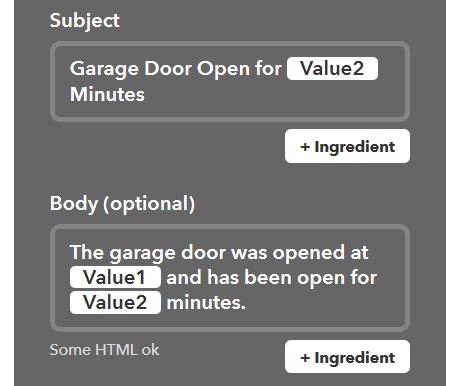 Subject
Garage Door Open for Value2
Minutes
+ Ingredient
Body (optional)
The garage door was opened at
Value1 and has been open for
Value2 minutes.
Some HTML ok
+ Ingredient